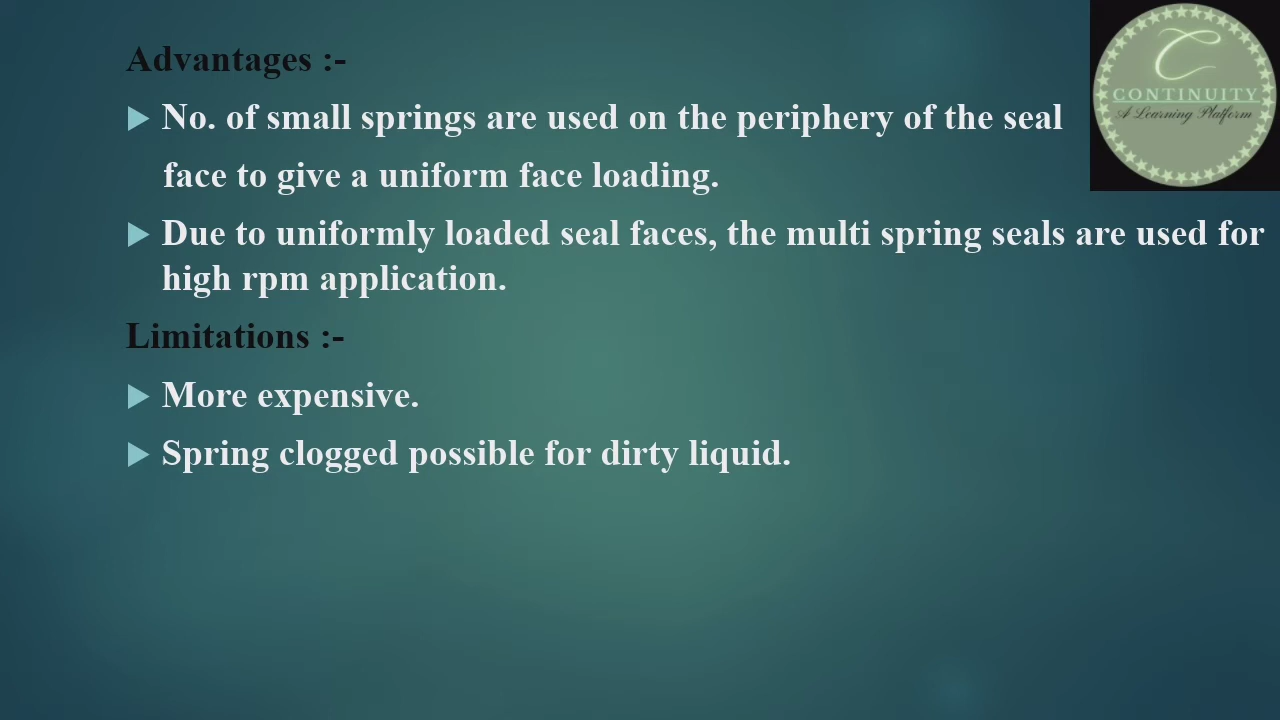 Advantages :-
No. of small springs are used on the periphery of the seal
face to give a uniform face loading.
Due to uniformly loaded seal faces, the multi spring seals are used for
high rpm application.
Limitations :-
More expensive.
Spring clogged possible for dirty liquid.
C
CONTINUITY
A Learning Platform